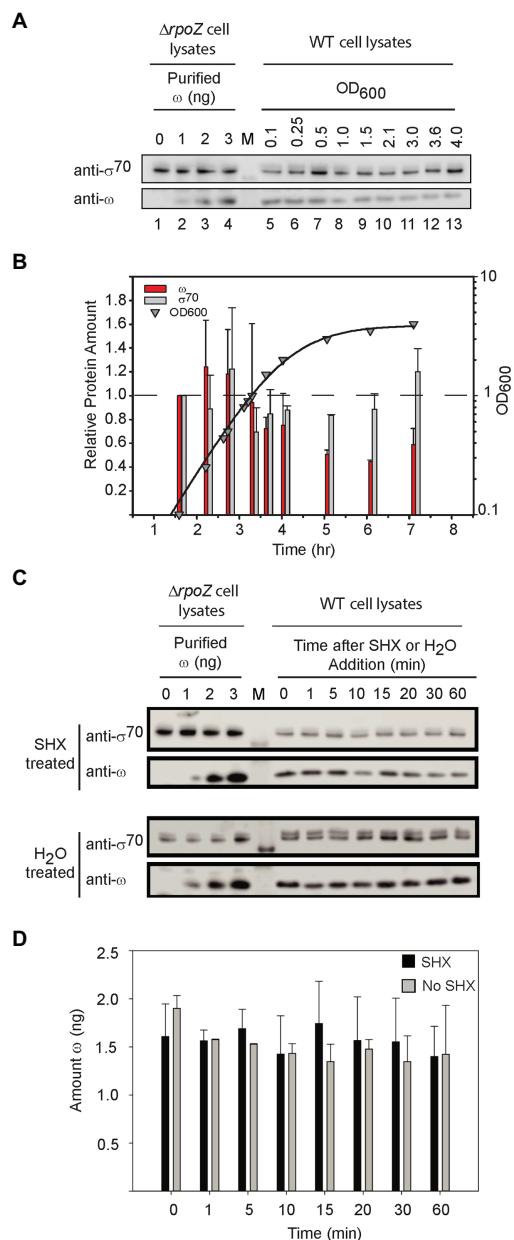 A
ΔrpoZ cell
lysates
WT cell lysates
Purified
ω (ng)
OD600
0 1 2 3 M 0.1 0.25 0.5 1.0 1.5 2.1 3.0 3.6 4.0
anti-σ70
anti-ω
1 2 3 4 5 6 7 8 9 10 11 12 13
B
ω
σ70
OD600
Relative Protein Amount
1.8
1.6
1.4
1.2
1.0
0.8
0.6
0.4
0.2
10
1
0.1
OD600
1 2 3 4 5 6 7 8
Time (hr)
C
ΔrpoZ cell
lysates
WT cell lysates
Purified
ω (ng)
Time after SHX or H2O
Addition (min)
0 1 2 3 M 0 1 5 10 15 20 30 60
SHX
treated
anti-σ70
anti-ω
H2O
treated
anti-σ70
anti-ω
D
2.5
2.0
1.5
1.0
0.5
Amount ω (ng)
SHX
No SHX
0 1 5 10 15 20 30 60
Time (min)